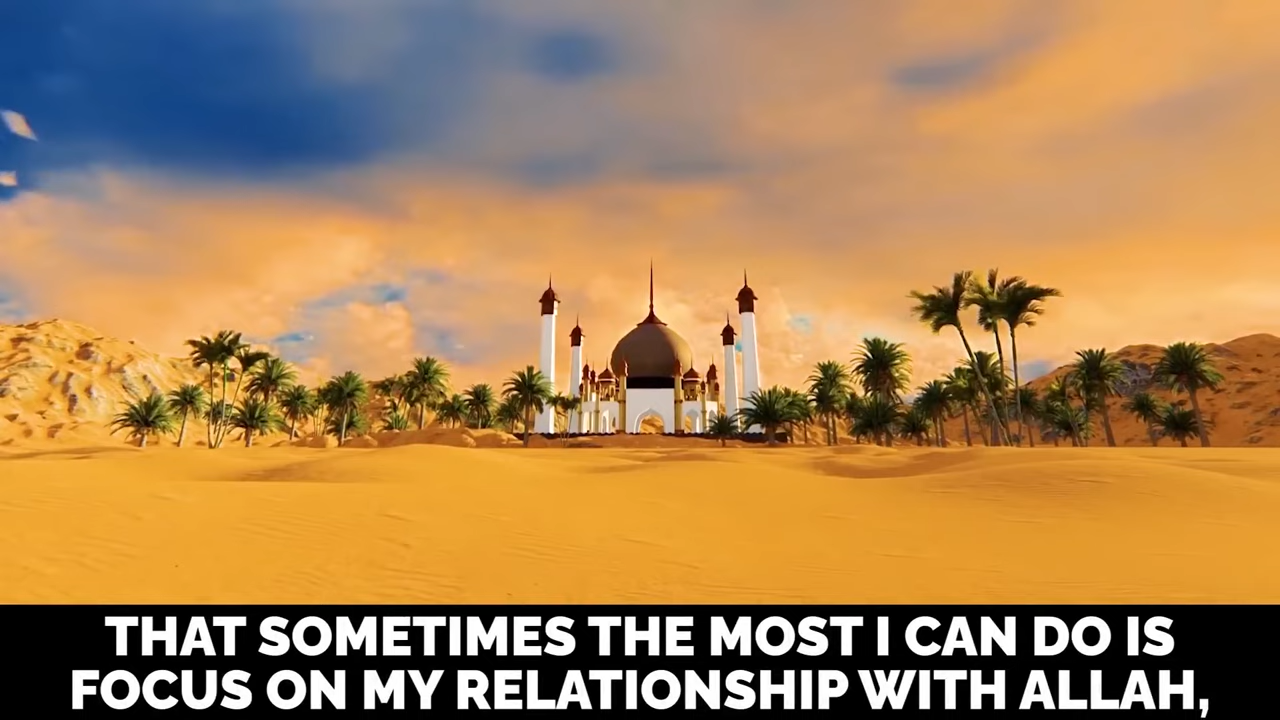 THAT SOMETIMES THE MOST I CAN DO IS
FOCUS ON MY RELATIONSHIP WITH ALLAH,